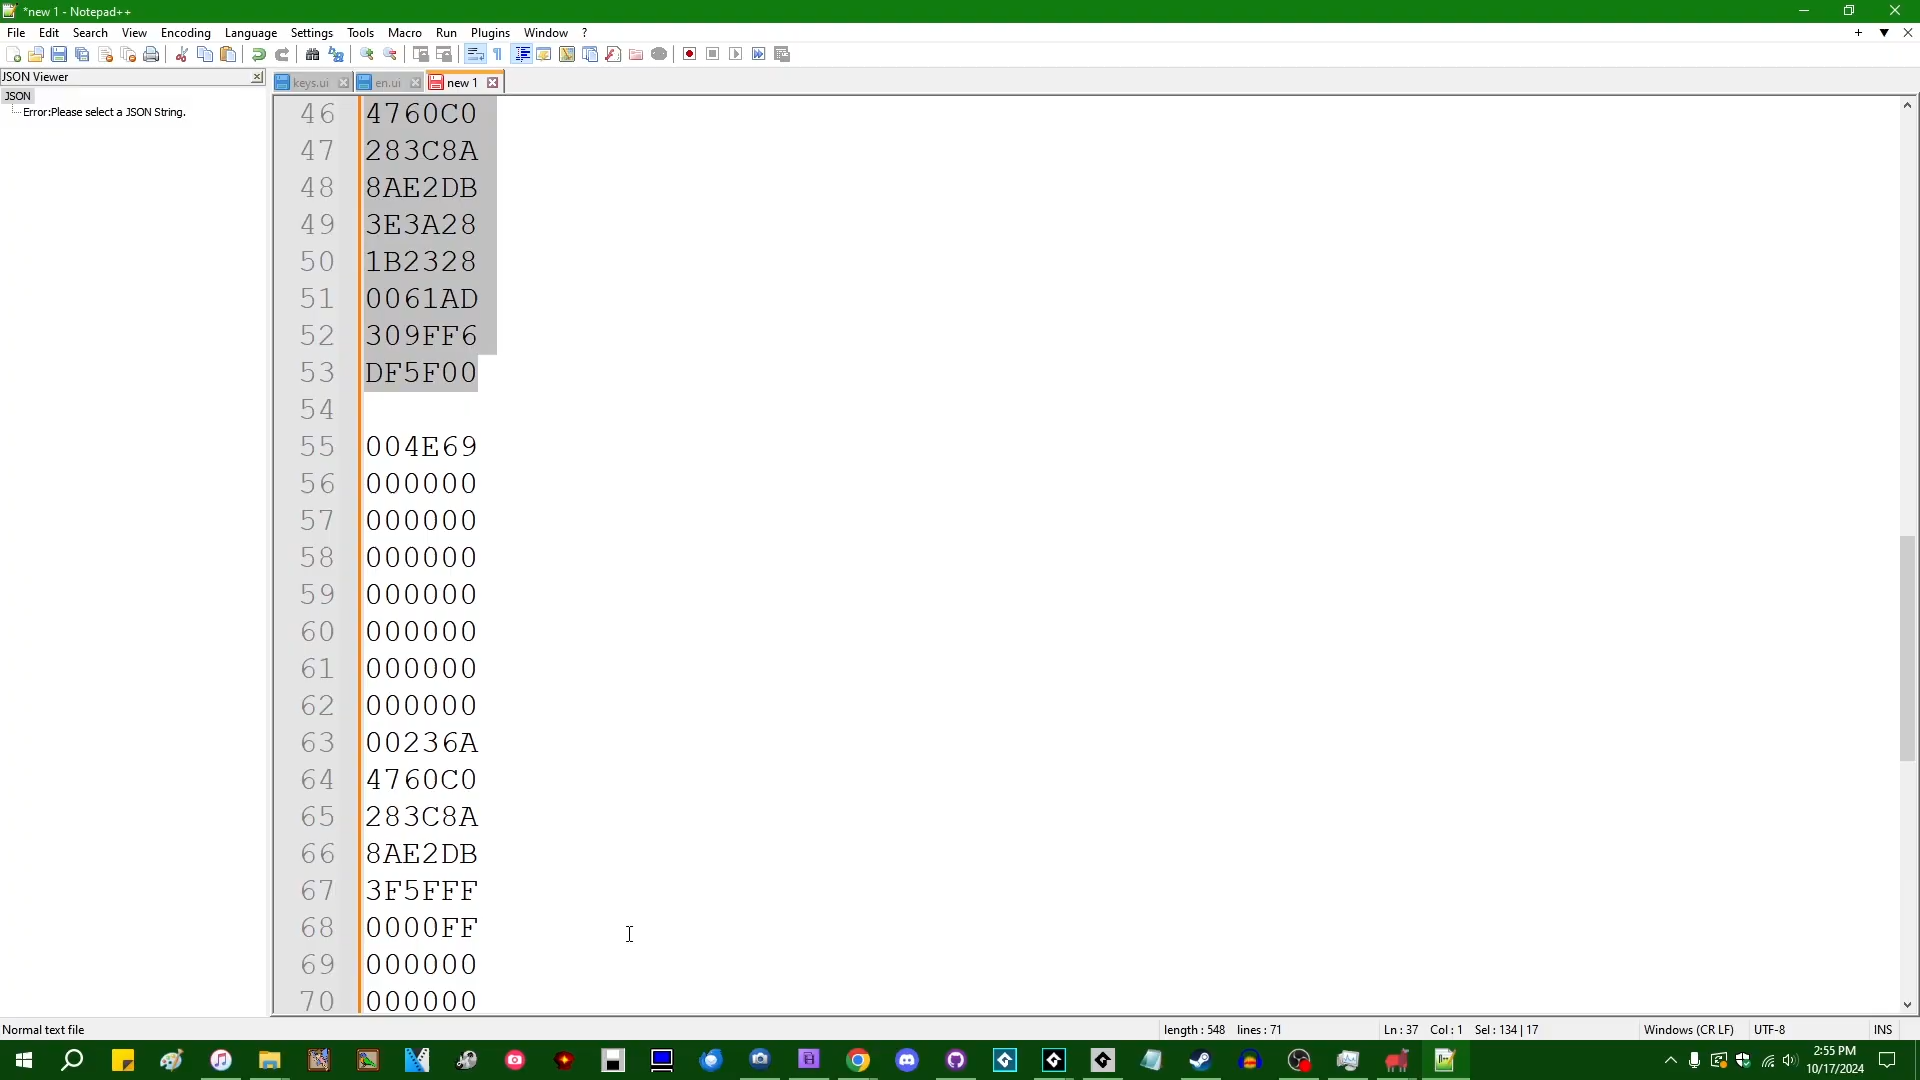 *new 1 - Notepad++
File Edit Search View Encoding Language Settings Tools Macro Run Plugins Window ?
JSON Viewer
keys.ui en.ui new 1
JSON
Error:Please select a JSON String.
46 4760C0
47 283C8A
48 8AE2DB
49 3E3A28
50 1B2328
51 0061AD
52 309FF6
53 DF5F00
54
55 004E69
56 000000
57 000000
58 000000
59 000000
60 000000
61 000000
62 000000
63 00236A
64 4760C0
65 283C8A
66 8AE2DB
67 3F5FFF
68 0000FF
69 000000
70 000000
Normal text file length : 548 lines : 71 Ln : 37 Col : 1 Sel : 134 | 17 Windows (CR LF) UTF-8 INS
2:55 PM
10/17/2024